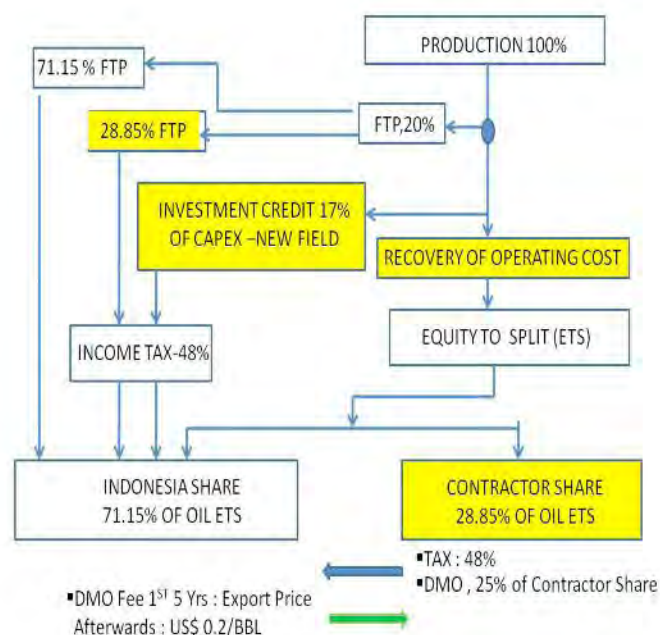 PRODUCTION 100%
71.15 % FTP
FTP,20%
28.85% FTP
INVESTMENT CREDIT 17%
OF CAPEX –NEW FIELD
RECOVERY OF OPERATING COST
EQUITY TO SPLIT (ETS)
INCOME TAX-48%
INDONESIA SHARE
71.15% OF OIL ETS
CONTRACTOR SHARE
28.85% OF OIL ETS
▪TAX : 48%
▪DMO , 25% of Contractor Share
▪DMO Fee 1ST 5 Yrs : Export Price
Afterwards : US$ 0.2/BBL